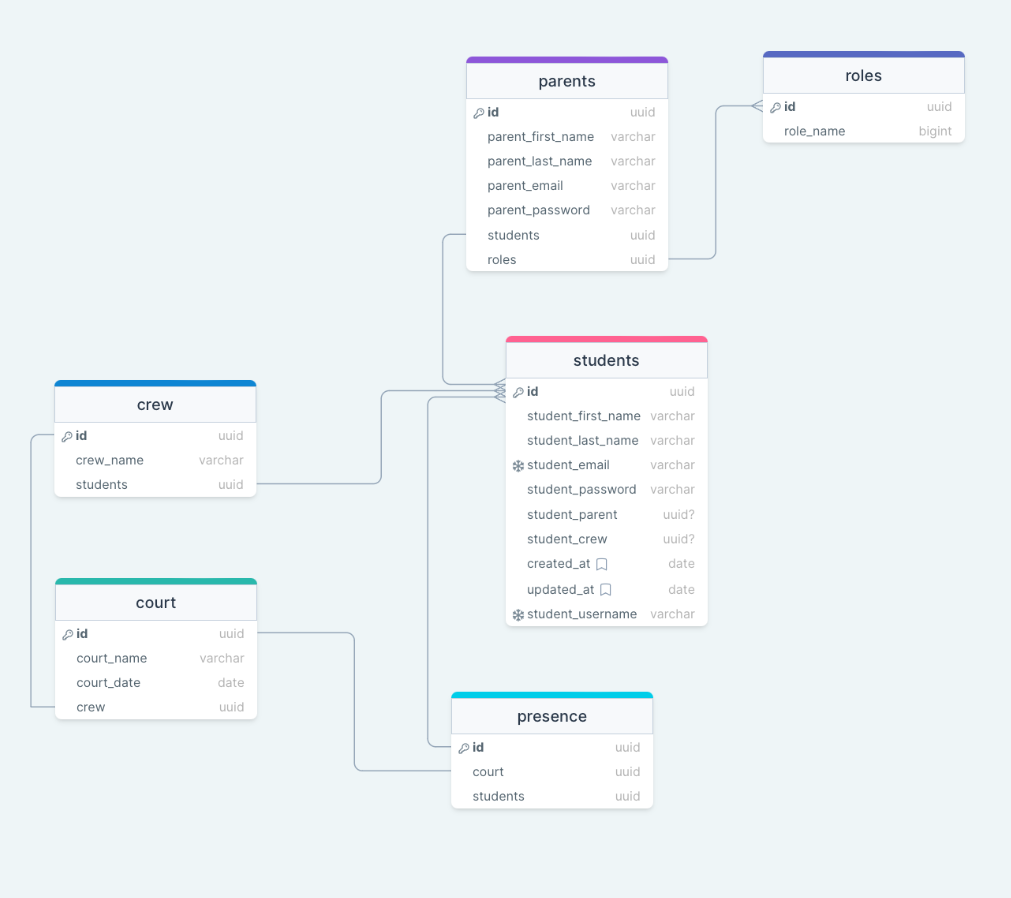 parents
id uuid
parent_first_name varchar
parent_last_name varchar
parent_email varchar
parent_password varchar
students uuid
roles uuid
roles
id uuid
role_name bigint
students
id uuid
student_first_name varchar
student_last_name varchar
student_email varchar
student_password varchar
student_parent uuid?
student_crew uuid?
created_at date
updated_at date
student_username varchar
crew
id uuid
crew_name varchar
students uuid
court
id uuid
court_name varchar
court_date date
crew uuid
presence
id uuid
court uuid
students uuid